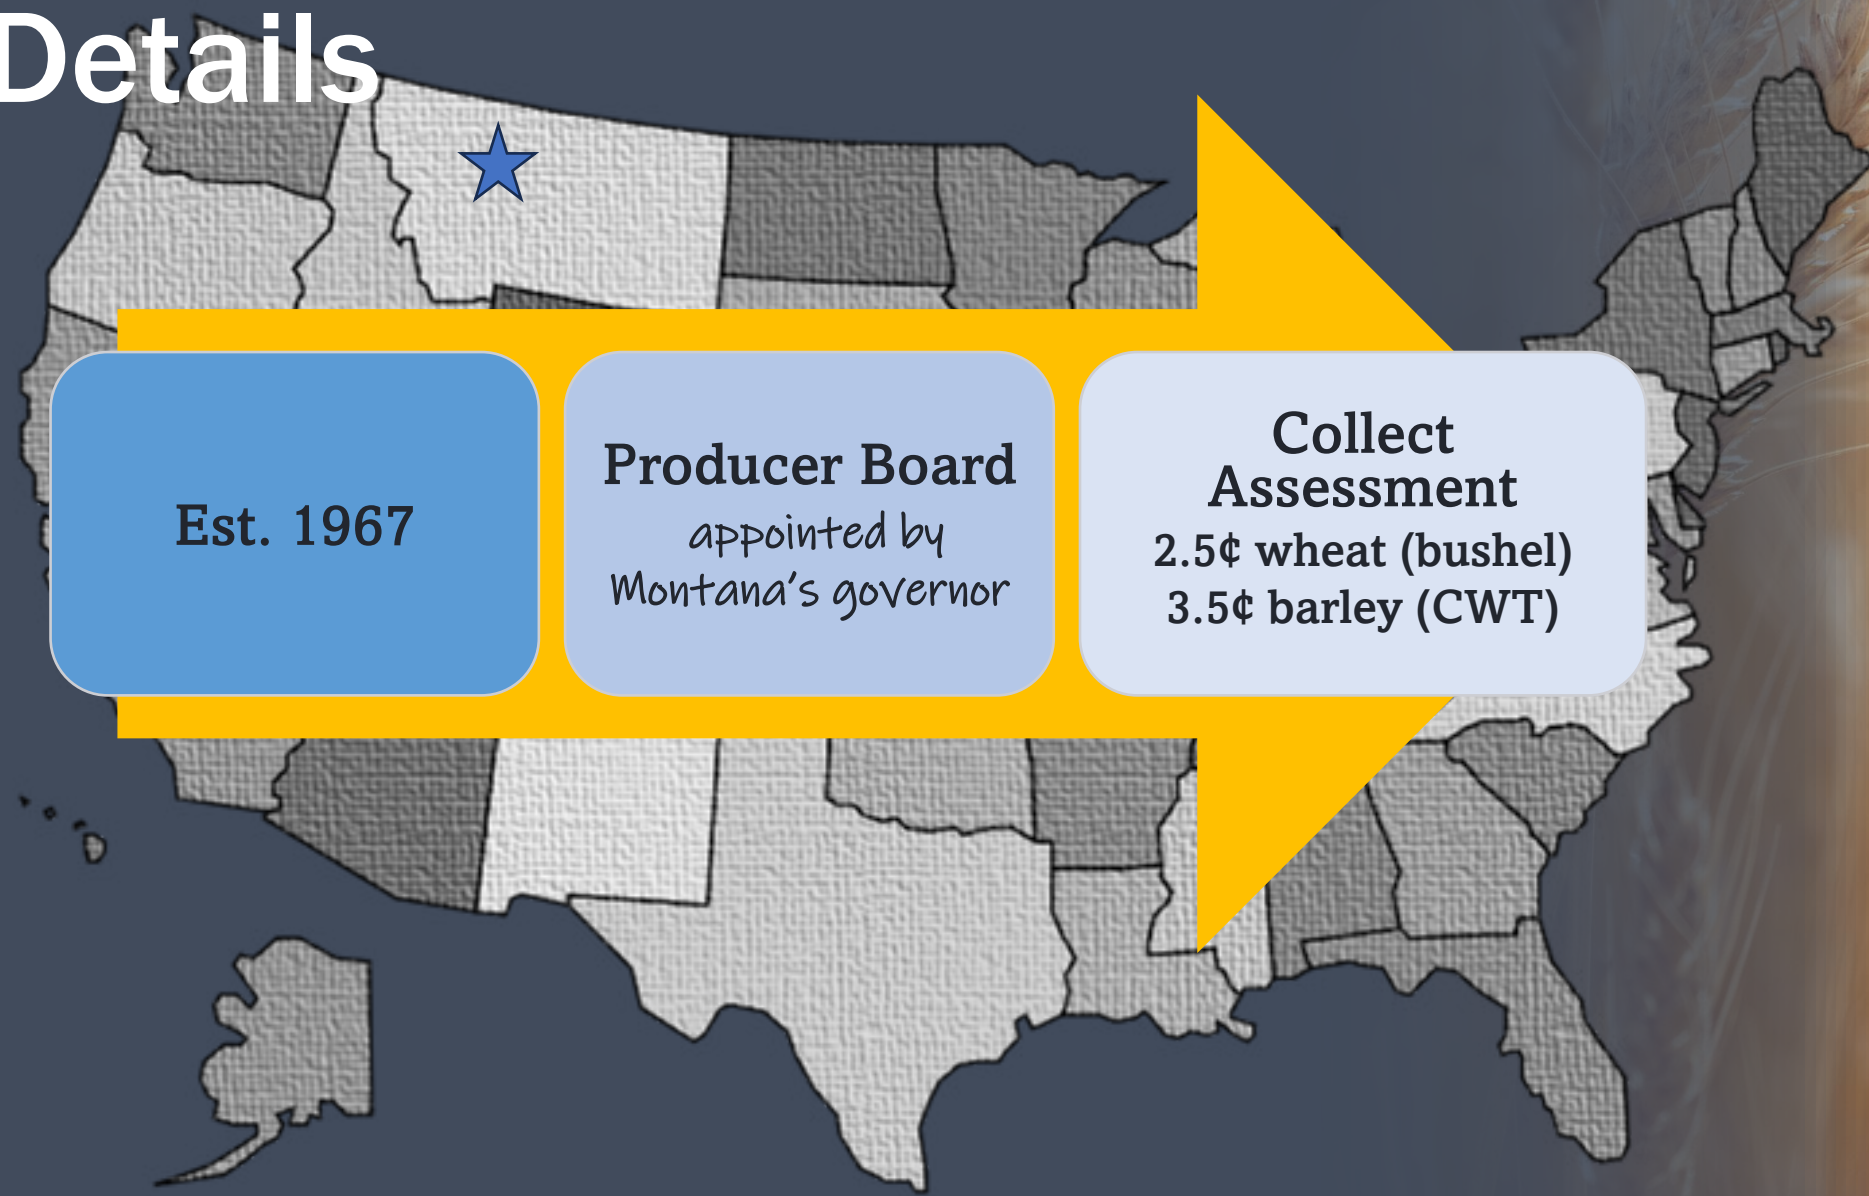 Details
Est. 1967
Producer Board
appointed by
Montana's governor
Collect
Assessment
2.5¢ wheat (bushel)
3.5¢ barley (CWT)